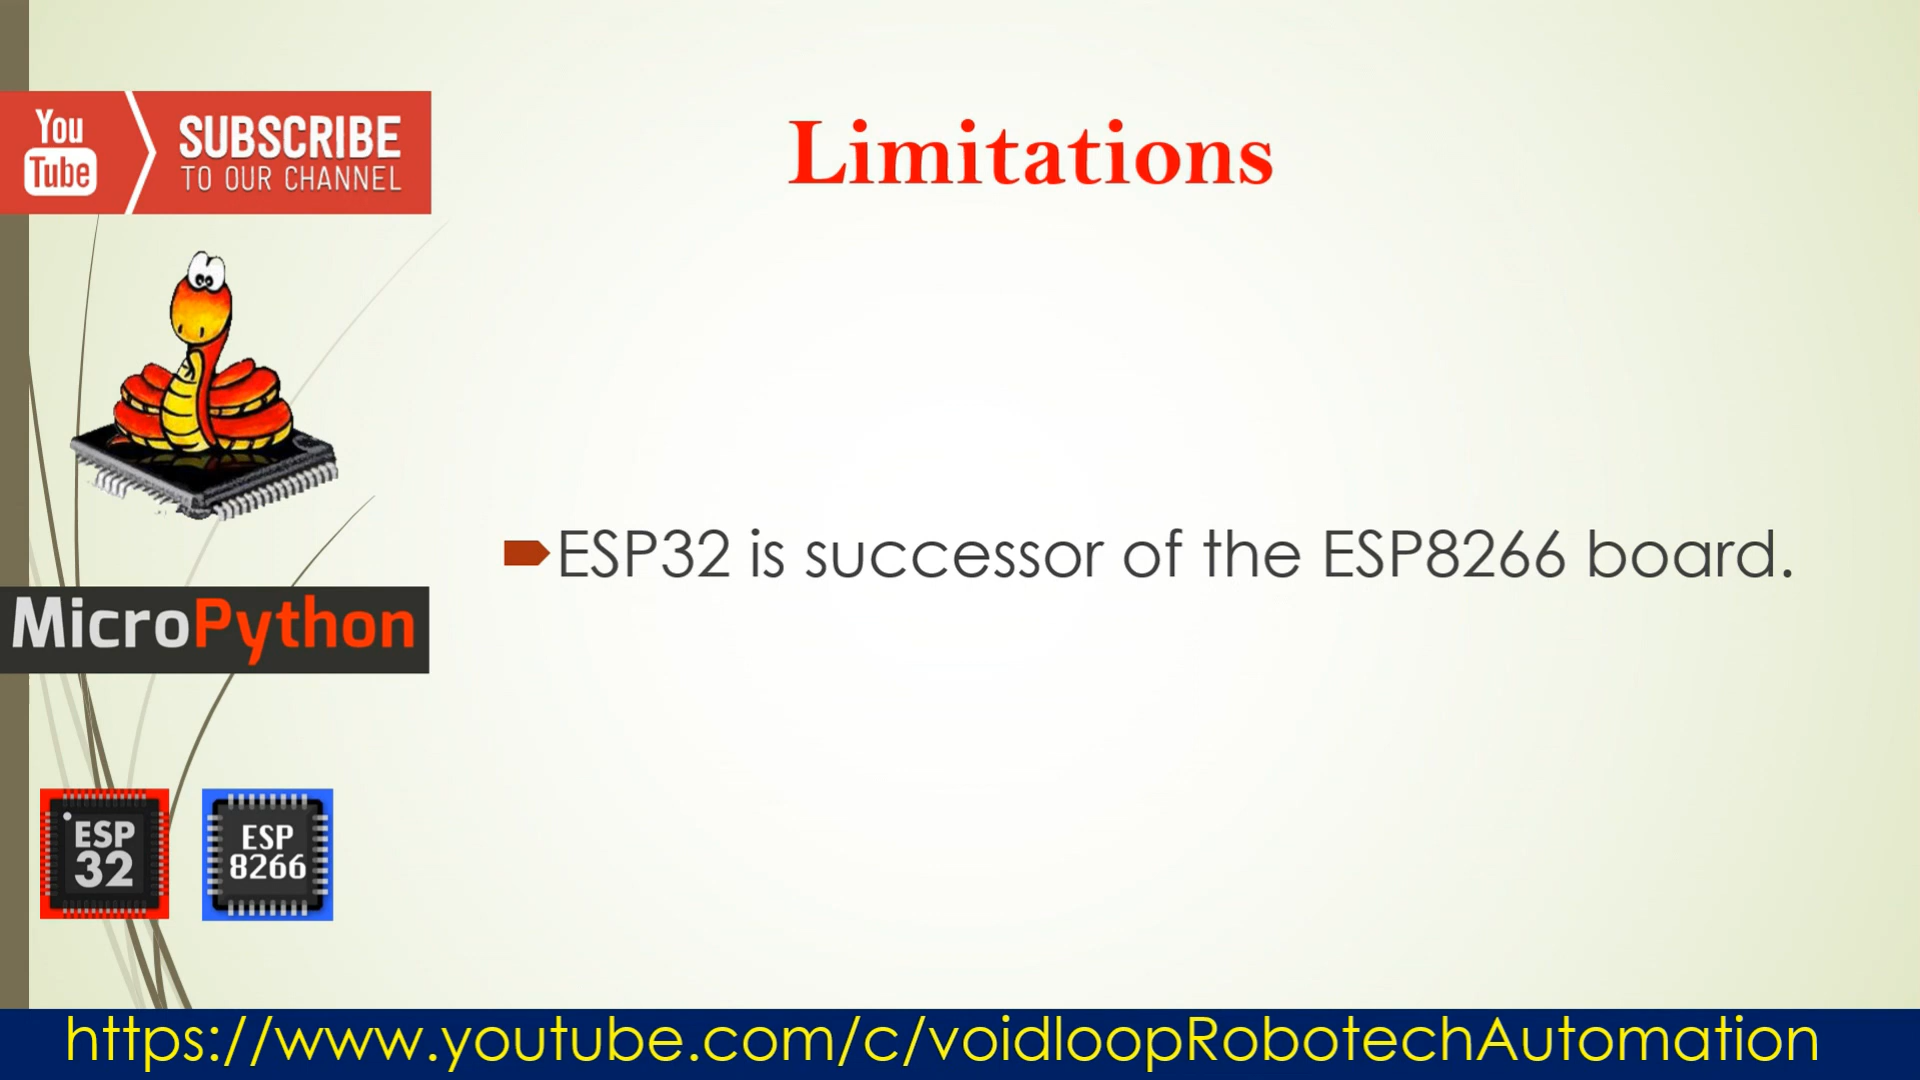 You
Tube
SUBSCRIBE
TO OUR CHANNEL
Limitations
ESP32 is successor of the ESP8266 board.
MicroPython
ESP
32
ESP
8266
https://www.youtube.com/c/voidloopRobotechAutomation